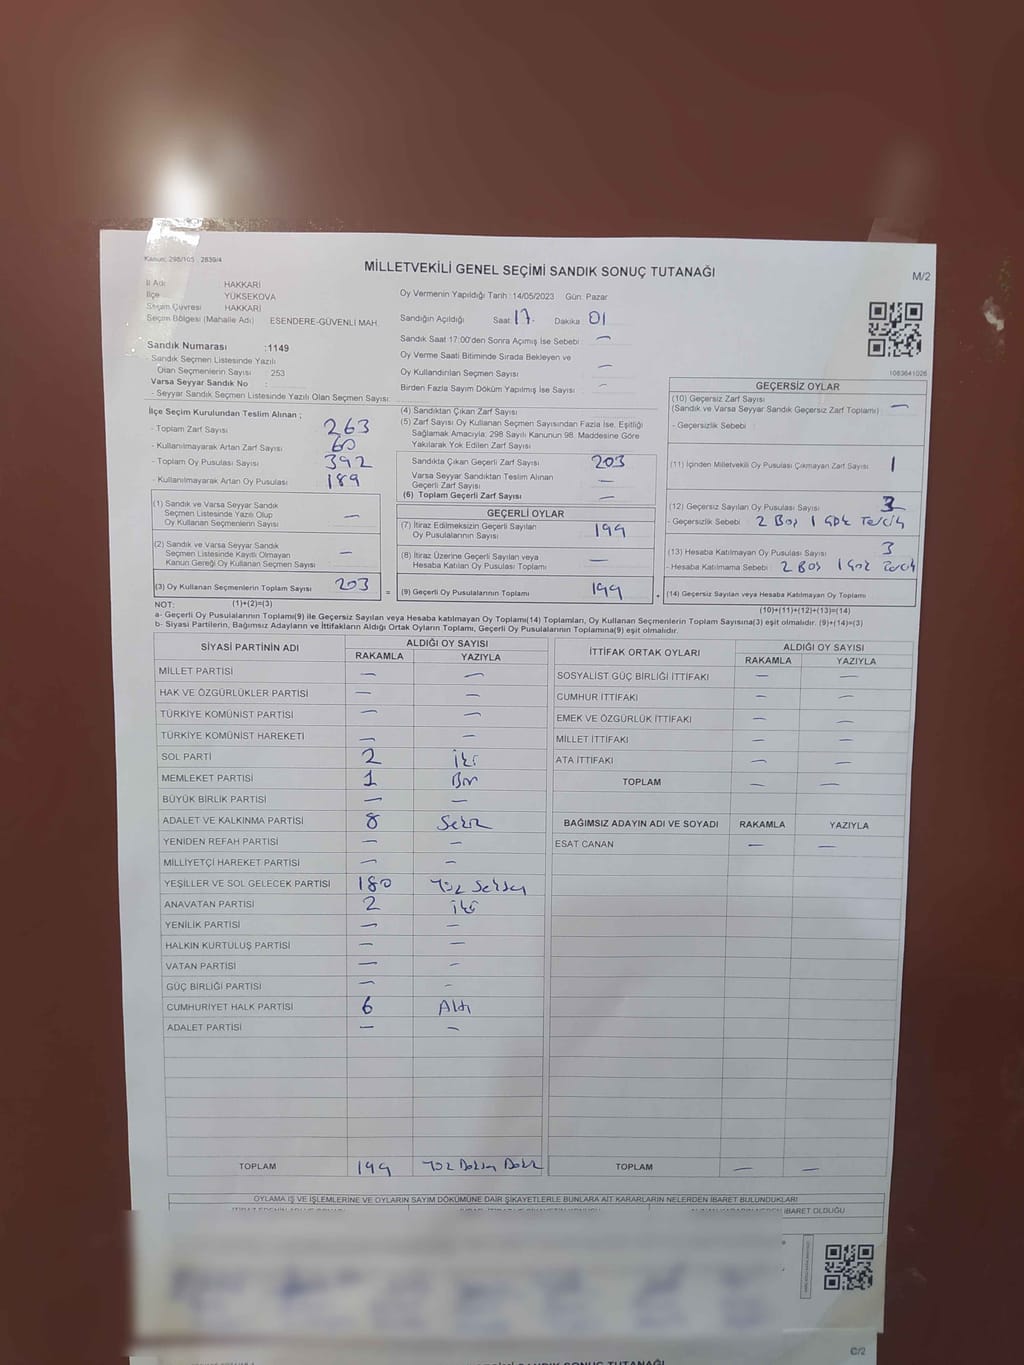 Kanun: 298/105 , 2839/4
MİLLETVEKİLİ GENEL SEÇİMİ SANDIK SONUÇ TUTANAĞI
M/2
İl Adı HAKKARİ
İlçe YÜKSEKOVA
Seçim Çevresi HAKKARİ
Seçim Bölgesi (Mahalle Adı) ESENDERE-GÜVENLİ MAH.
Oy Vermenin Yapıldığı Tarih :14/05/2023 Gün: Pazar
Sandığın Açıldığı Saat 17. Dakika 01
Sandık Saat 17:00'den Sonra Açımış İse Sebebi : —
Oy Verme Saati Bitiminde Sırada Bekleyen ve
Oy Kullandırılan Seçmen Sayısı —
Birden Fazla Sayım Döküm Yapılmış İse Sayısı : —
1083641026
Sandık Numarası :1149
- Sandık Seçmen Listesinde Yazılı
Olan Seçmenlerin Sayısı : 253
Varsa Seyyar Sandık No :
- Seyyar Sandık Seçmen Listesinde Yazılı Olan Seçmen Sayısı:
İlçe Seçim Kurulundan Teslim Alınan ;
- Toplam Zarf Sayısı 263
- Kullanılmayarak Artan Zarf Sayısı 60
- Toplam Oy Pusulası Sayısı 392
- Kullanılmayarak Artan Oy Pusulası 189
(1) Sandık ve Varsa Seyyar Sandık
Seçmen Listesinde Yazılı Olup
Oy Kullanan Seçmenlerin Sayısı —
(2) Sandık ve Varsa Seyyar Sandık
Seçmen Listesinde Kayıtlı Olmayan
Kanun Gereği Oy Kullanan Seçmen Sayısı —
(3) Oy Kullanan Seçmenlerin Toplam Sayısı 203
(1)+(2)=(3)
(4) Sandıktan Çıkan Zarf Sayısı
(5) Zarf Sayısı Oy Kullanan Seçmen Sayısından Fazla İse, Eşitliği
Sağlamak Amacıyla; 298 Sayılı Kanunun 98. Maddesine Göre
Yakılarak Yok Edilen Zarf Sayısı
Sandıkta Çıkan Geçerli Zarf Sayısı 203
Varsa Seyyar Sandıktan Teslim Alınan
Geçerli Zarf Sayısı —
(6) Toplam Geçerli Zarf Sayısı —
GEÇERLİ OYLAR
(7) İtiraz Edilmeksizin Geçerli Sayılan
Oy Pusulalarının Sayısı 199
(8) İtiraz Üzerine Geçerli Sayılan veya
Hesaba Katılan Oy Pusulası Toplamı —
= (9) Geçerli Oy Pusulalarının Toplamı 199
GEÇERSİZ OYLAR
(10) Geçersiz Zarf Sayısı
(Sandık ve Varsa Seyyar Sandık Geçersiz Zarf Toplamı) : —
- Geçersizlik Sebebi
(11) İçinden Milletvekili Oy Pusulası Çıkmayan Zarf Sayısı 1
(12) Geçersiz Sayılan Oy Pusulası Sayısı 3
- Geçersizlik Sebebi 2 Boş 1 Tercih
(13) Hesaba Katılmayan Oy Pusulası Sayısı 3
- Hesaba Katılmama Sebebi 2 Boş 1 Tercih
+ (14) Geçersiz Sayılan veya Hesaba Katılmayan Oy Toplamı
(10)+(11)+(12)+(13)=(14)
NOT:
a- Geçerli Oy Pusulalarının Toplamı(9) ile Geçersiz Sayılan veya Hesaba katılmayan Oy Toplamı(14) Toplamları, Oy Kullanan Seçmenlerin Toplam Sayısına(3) eşit olmalıdır. (9)+(14)=(3)
b- Siyasi Partilerin, Bağımsız Adayların ve İttifakların Aldığı Ortak Oyların Toplamı, Geçerli Oy Pusulalarının Toplamına(9) eşit olmalıdır.
SİYASİ PARTİNİN ADI ALDIĞI OY SAYISI
RAKAMLA YAZIYLA
MİLLET PARTİSİ — —
HAK VE ÖZGÜRLÜKLER PARTİSİ — —
TÜRKİYE KOMÜNİST PARTİSİ — —
TÜRKİYE KOMÜNİST HAREKETİ — —
SOL PARTİ 2 İki
MEMLEKET PARTİSİ 1 Bir
BÜYÜK BİRLİK PARTİSİ — —
ADALET VE KALKINMA PARTİSİ 8 Sekiz
YENİDEN REFAH PARTİSİ — —
MİLLİYETÇİ HAREKET PARTİSİ — —
YEŞİLLER VE SOL GELECEK PARTİSİ 180 Yüz Seksen
ANAVATAN PARTİSİ 2 İki
YENİLİK PARTİSİ — —
HALKIN KURTULUŞ PARTİSİ — —
VATAN PARTİSİ — —
GÜÇ BİRLİĞİ PARTİSİ — —
CUMHURİYET HALK PARTİSİ 6 Altı
ADALET PARTİSİ — —
TOPLAM 199 Yüz Doksan Dokuz
İTTİFAK ORTAK OYLARI ALDIĞI OY SAYISI
RAKAMLA YAZIYLA
SOSYALİST GÜÇ BİRLİĞİ İTTİFAKI — —
CUMHUR İTTİFAKI — —
EMEK VE ÖZGÜRLÜK İTTİFAKI — —
MİLLET İTTİFAKI — —
ATA İTTİFAKI — —
TOPLAM — —
BAĞIMSIZ ADAYIN ADI VE SOYADI RAKAMLA YAZIYLA
ESAT CANAN — —
TOPLAM — —
OYLAMA İŞ VE İŞLEMLERİNE VE OYLARIN SAYIM DÖKÜMÜNE DAİR ŞİKAYETLERLE BUNLARA AİT KARARLARIN NELERDEN İBARET BULUNDUKLARI
İBARET OLDUĞU
C/2
SANDIK SONUÇ TUTANAĞI